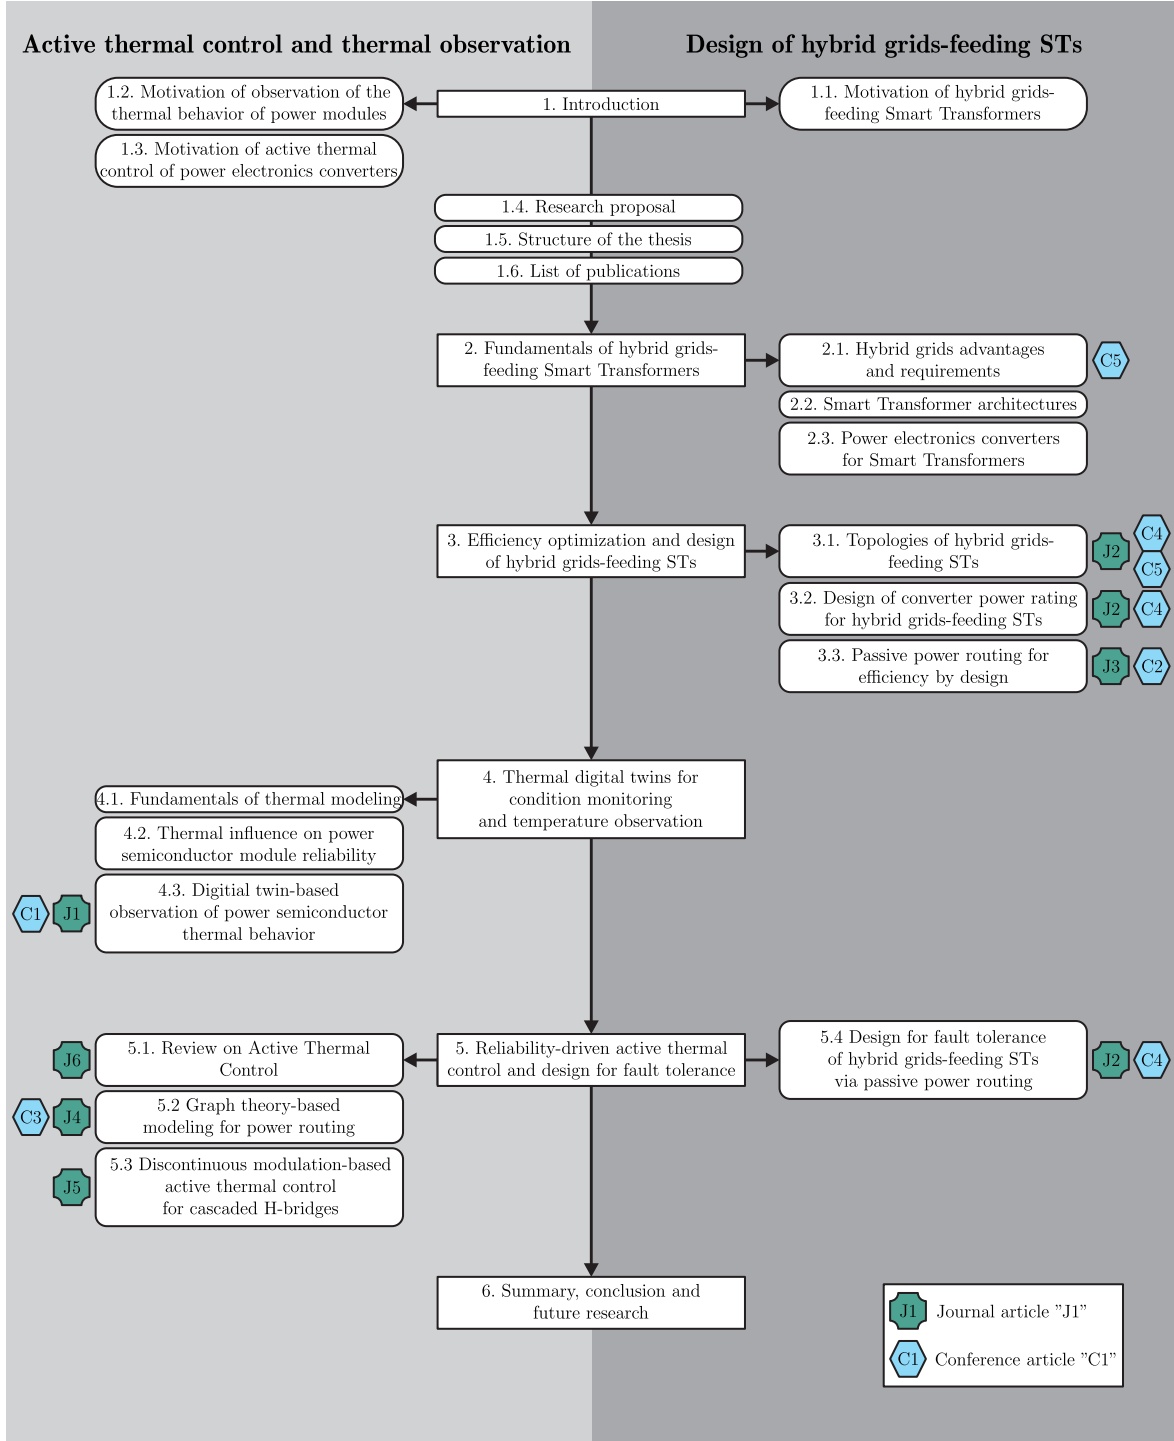 Active thermal control and thermal observation
Design of hybrid grids-feeding STs
1.2. Motivation of observation of the
thermal behavior of power modules
1. Introduction
1.1. Motivation of hybrid grids-
feeding Smart Transformers
1.3. Motivation of active thermal
control of power electronics converters
1.4. Research proposal
1.5. Structure of the thesis
1.6. List of publications
2. Fundamentals of hybrid grids-
feeding Smart Transformers
2.1. Hybrid grids advantages
and requirements
C5
2.2. Smart Transformer architectures
2.3. Power electronics converters
for Smart Transformers
3. Efficiency optimization and design
of hybrid grids-feeding STs
3.1. Topologies of hybrid grids-
feeding STs
J2
C4
C5
3.2. Design of converter power rating
for hybrid grids-feeding STs
J2
C4
3.3. Passive power routing for
efficiency by design
J3
C2
4. Thermal digital twins for
condition monitoring
and temperature observation
4.1. Fundamentals of thermal modeling
4.2. Thermal influence on power
semiconductor module reliability
C1
J1
4.3. Digitial twin-based
observation of power semiconductor
thermal behavior
J6
5.1. Review on Active Thermal
Control
5. Reliability-driven active thermal
control and design for fault tolerance
5.4 Design for fault tolerance
of hybrid grids-feeding STs
via passive power routing
J2
C4
C3
J4
5.2 Graph theory-based
modeling for power routing
J5
5.3 Discontinuous modulation-based
active thermal control
for cascaded H-bridges
6. Summary, conclusion and
future research
J1
Journal article "J1"
C1
Conference article "C1"